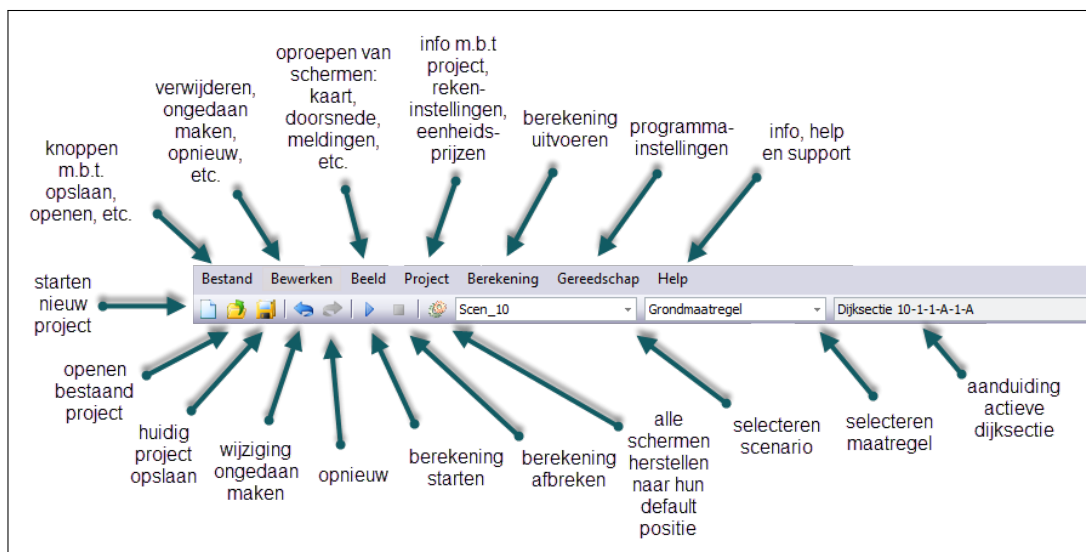 knoppen
m.b.t.
opslaan,
openen, etc.
verwijderen,
ongedaan
maken,
opnieuw,
etc.
oproepen van
schermen:
kaart,
doorsnede,
meldingen,
etc.
info m.b.t
project,
reken-
instellingen,
eenheids-
prijzen
berekening
uitvoeren
programma-
instellingen
info, help
en support
starten
nieuw
project
Bestand Bewerken Beeld Project Berekening Gereedschap Help
Scen_10 Grondmaatregel Dijksectie 10-1-1-A-1-A
openen
bestaand
project
huidig
project
opslaan
wijziging
ongedaan
maken
opnieuw
berekening
starten
berekening
afbreken
alle
schermen
herstellen
naar hun
default
positie
selecteren
scenario
selecteren
maatregel
aanduiding
actieve
dijksectie